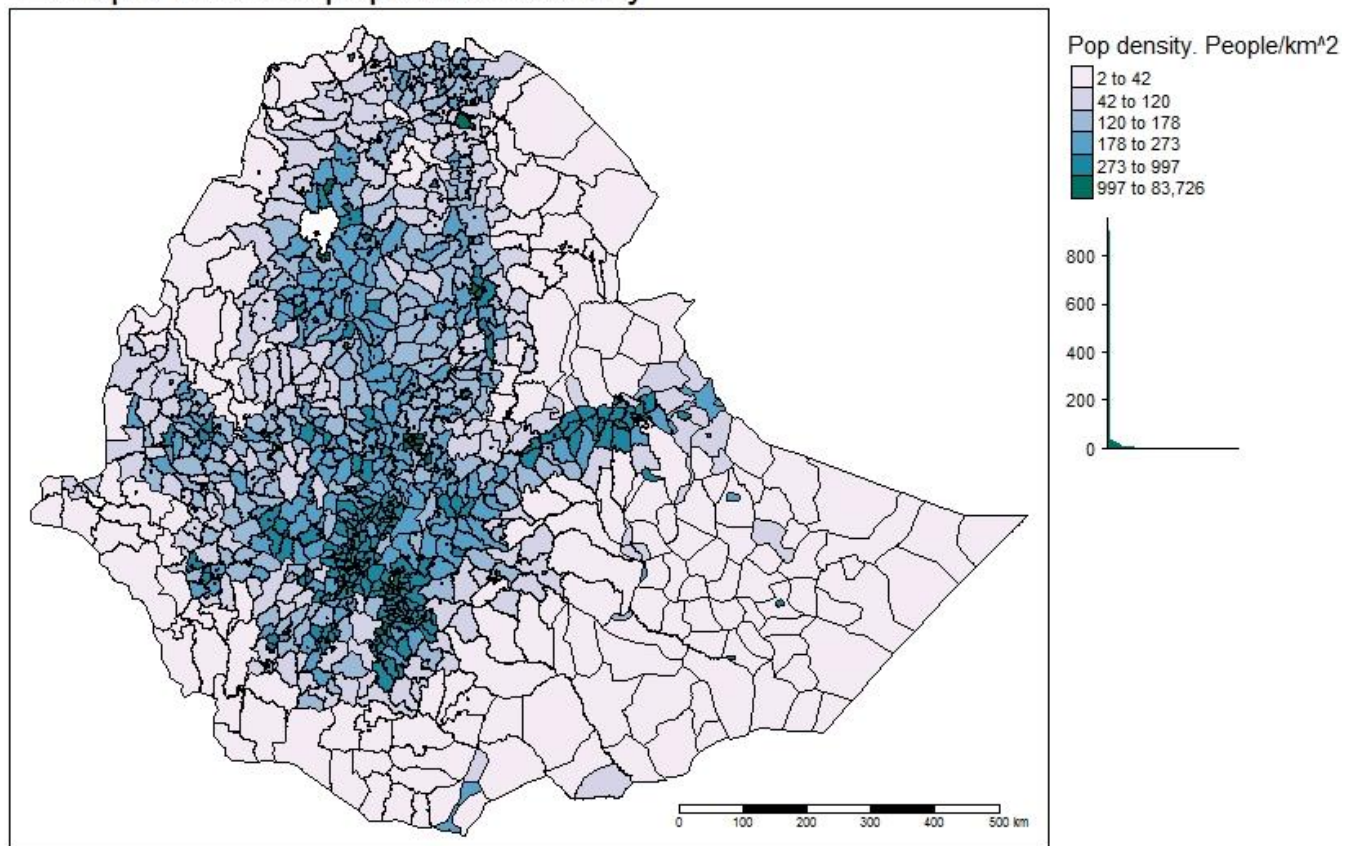 Pop density. People/km^2
2 to 42
42 to 120
120 to 178
178 to 273
273 to 997
997 to 83,726
800
600
400
200
0
0 100 200 300 400 500 km